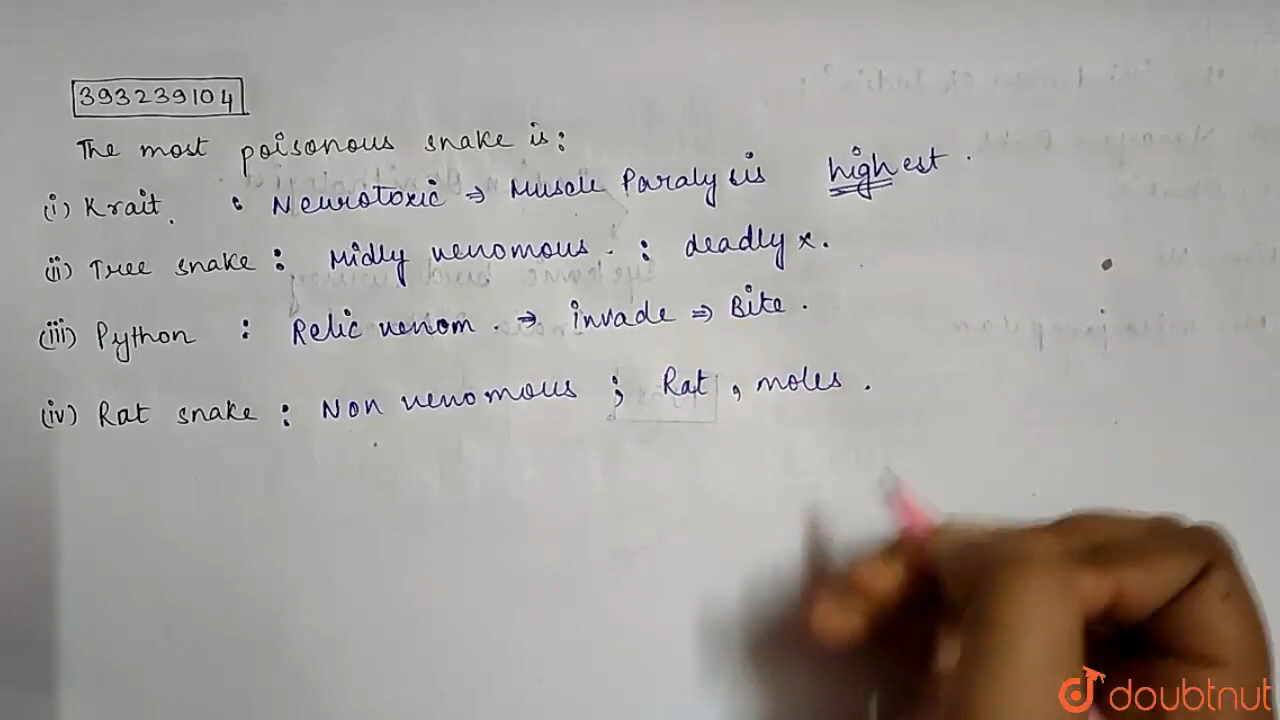 393239104
The most poisonous snake is:
(i) Krait. : Neurotoxic ⇒ Muscle Paralysis highest.
(ii) Tree snake : Midly venomous. : deadly x.
(iii) Python : Relic venom. → invade ⇒ Bite.
(iv) Rat snake : Non venomous ; Rat, moles.
doubtnut